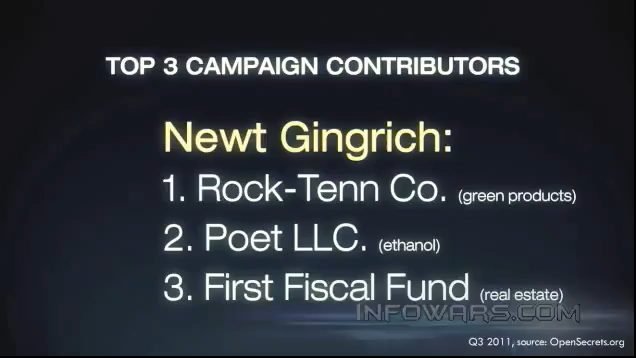 TOP 3 CAMPAIGN CONTRIBUTORS
Newt Gingrich:
1. Rock-Tenn Co. (green products)
2. Poet LLC. (ethanol)
3. First Fiscal Fund (real estate)
INFOWARS.COM
Q3 2011, source: OpenSecrets.org